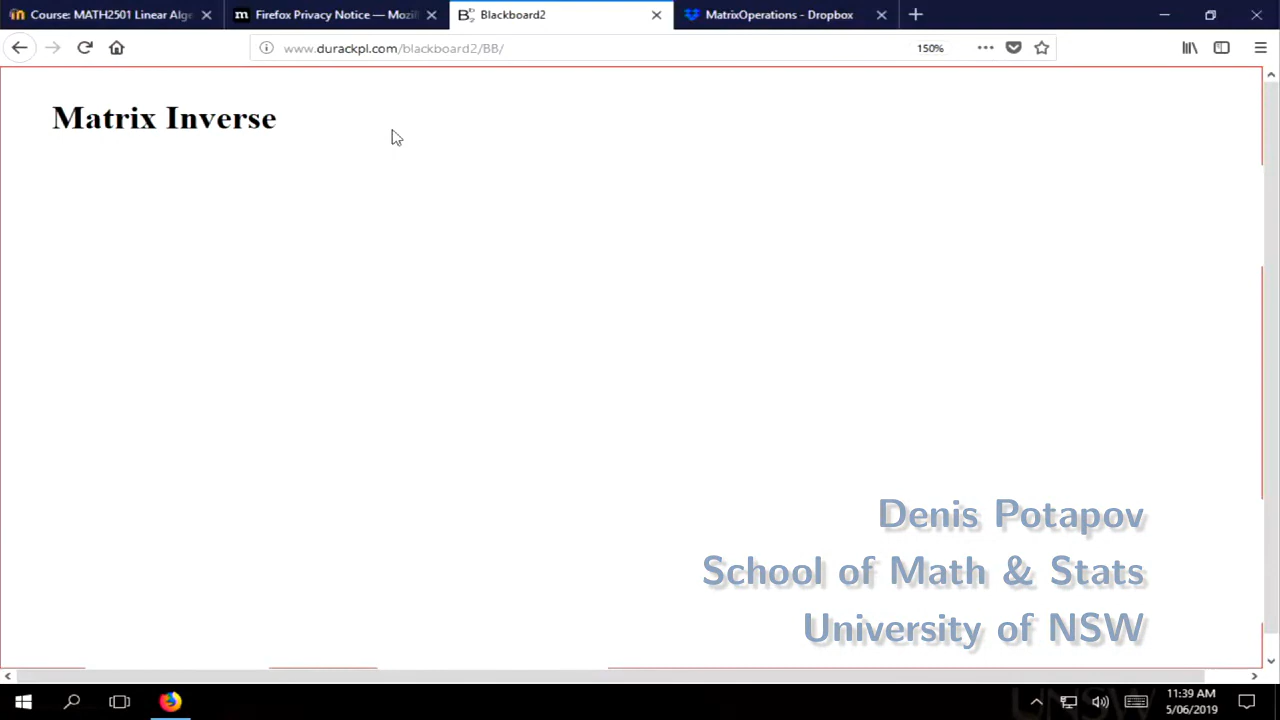 Course: MATH2501 Linear Alge
Firefox Privacy Notice — Mozil
Blackboard2
MatrixOperations - Dropbox
www.durackpl.com/blackboard2/BB/
150%
Matrix Inverse
Denis Potapov
School of Math & Stats
University of NSW
11:39 AM
5/06/2019